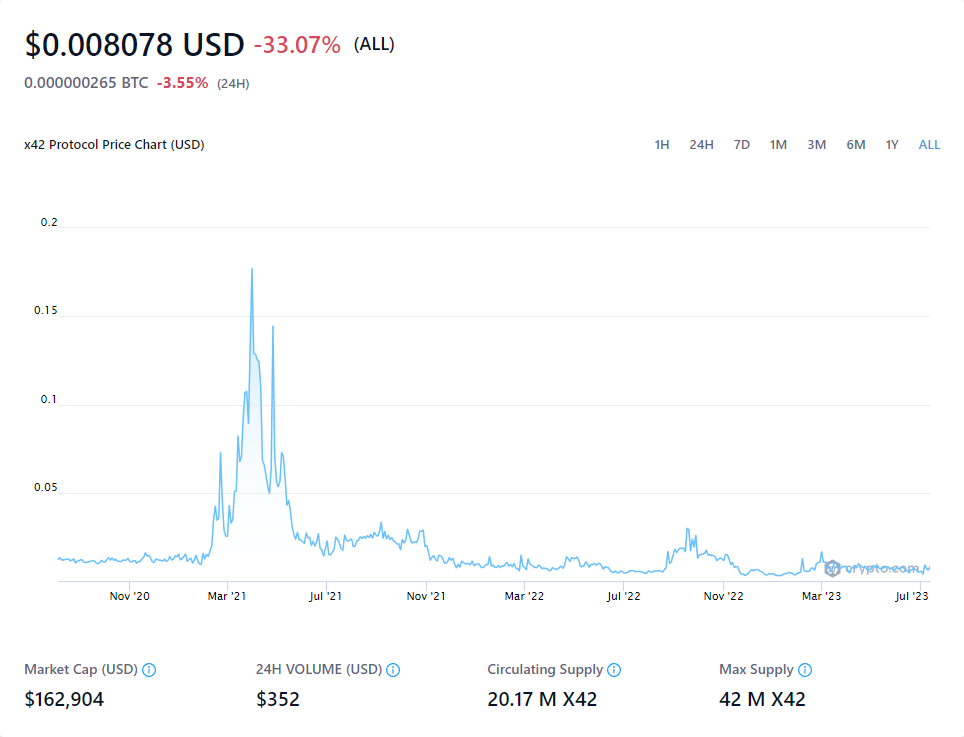 $0.008078 USD -33.07% (ALL)
0.000000265 BTC -3.55% (24H)
x42 Protocol Price Chart (USD) 1H 24H 7D 1M 3M 6M 1Y ALL
0.2
0.15
0.1
0.05
crypto.com
Nov '20 Mar '21 Jul '21 Nov '21 Mar '22 Jul '22 Nov '22 Mar '23 Jul '23
Market Cap (USD) 24H VOLUME (USD) Circulating Supply Max Supply
$162,904 $352 20.17 M X42 42 M X42